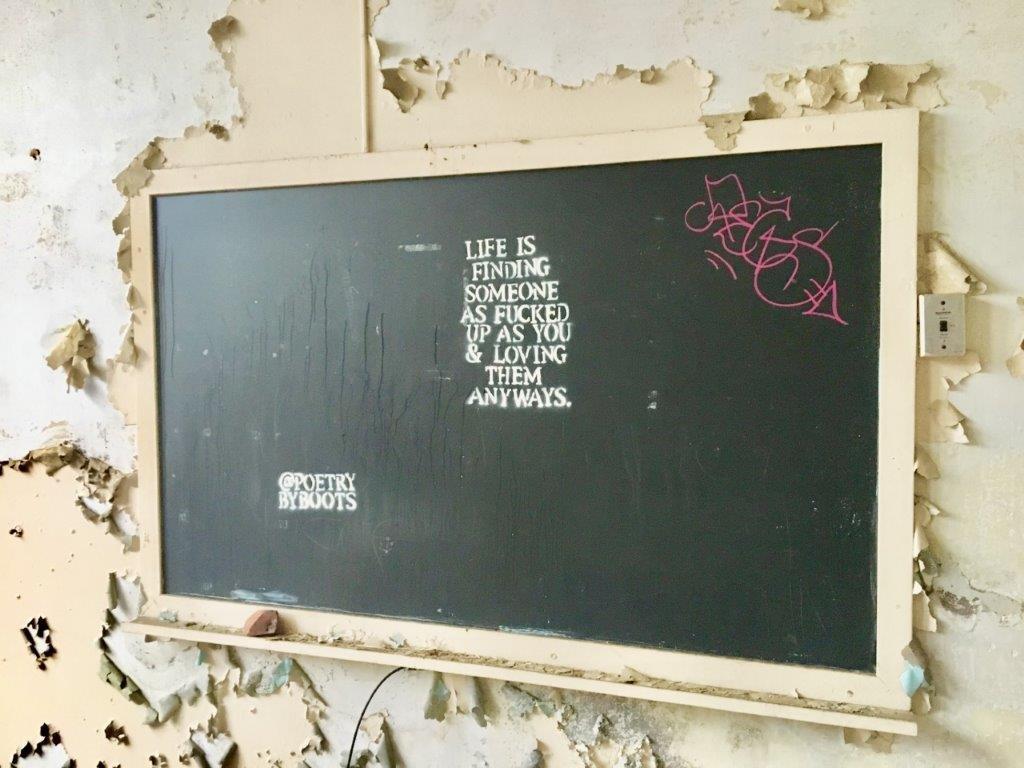 LIFE IS
FINDING
SOMEONE
AS FUCKED
UP AS YOU
& LOVING
THEM
ANYWAYS.
@POETRY
BYBOOTS